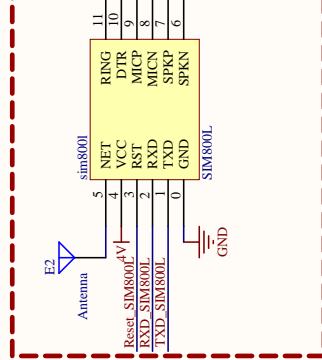 11 10 9 8 7 6
RING
DTR
MICP
MICN
SPKP
SPKN
sim800l
NET
VCC
RST
RXD
TXD
GND
SIM800L
5 4 3 2 1 0
E2
Antenna
4V
Reset_SIM800L
RXD_SIM800L
TXD_SIM800L
GND